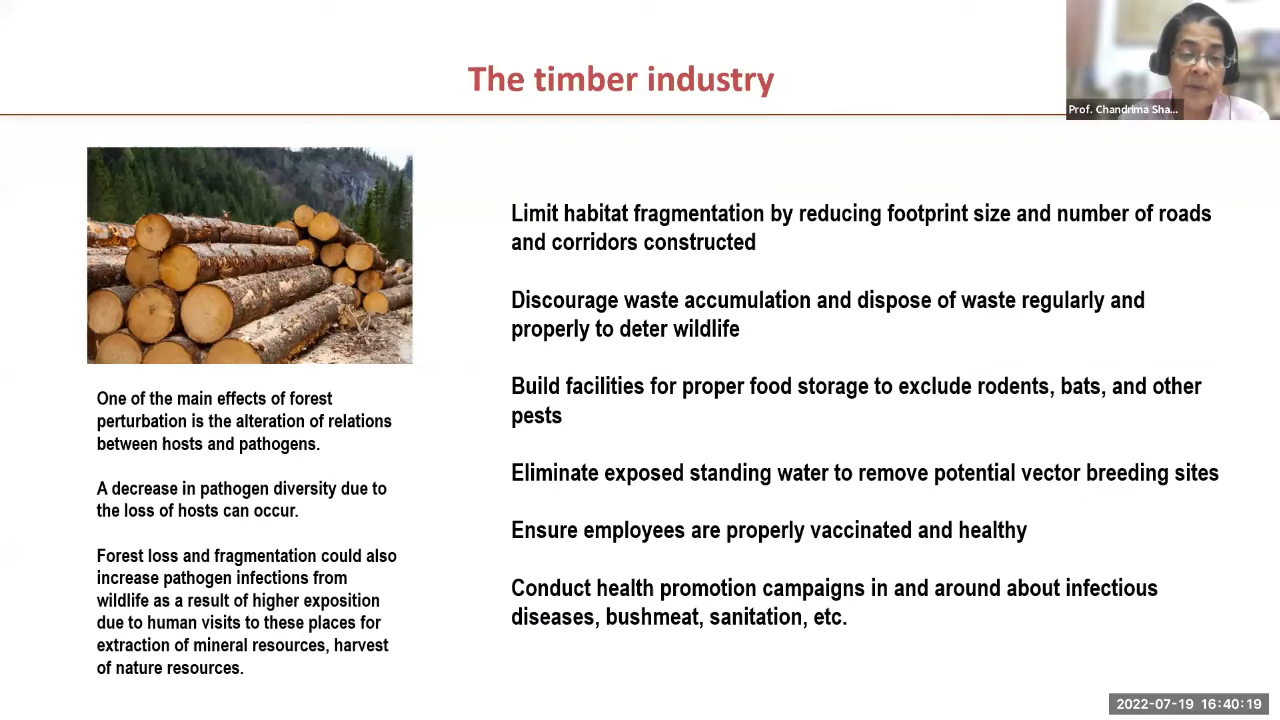 The timber industry
Prof. Chandrima Sha...
One of the main effects of forest
perturbation is the alteration of relations
between hosts and pathogens.
A decrease in pathogen diversity due to
the loss of hosts can occur.
Forest loss and fragmentation could also
increase pathogen infections from
wildlife as a result of higher exposition
due to human visits to these places for
extraction of mineral resources, harvest
of nature resources.
Limit habitat fragmentation by reducing footprint size and number of roads
and corridors constructed
Discourage waste accumulation and dispose of waste regularly and
properly to deter wildlife
Build facilities for proper food storage to exclude rodents, bats, and other
pests
Eliminate exposed standing water to remove potential vector breeding sites
Ensure employees are properly vaccinated and healthy
Conduct health promotion campaigns in and around about infectious
diseases, bushmeat, sanitation, etc.
2022-07-19 16:40:19